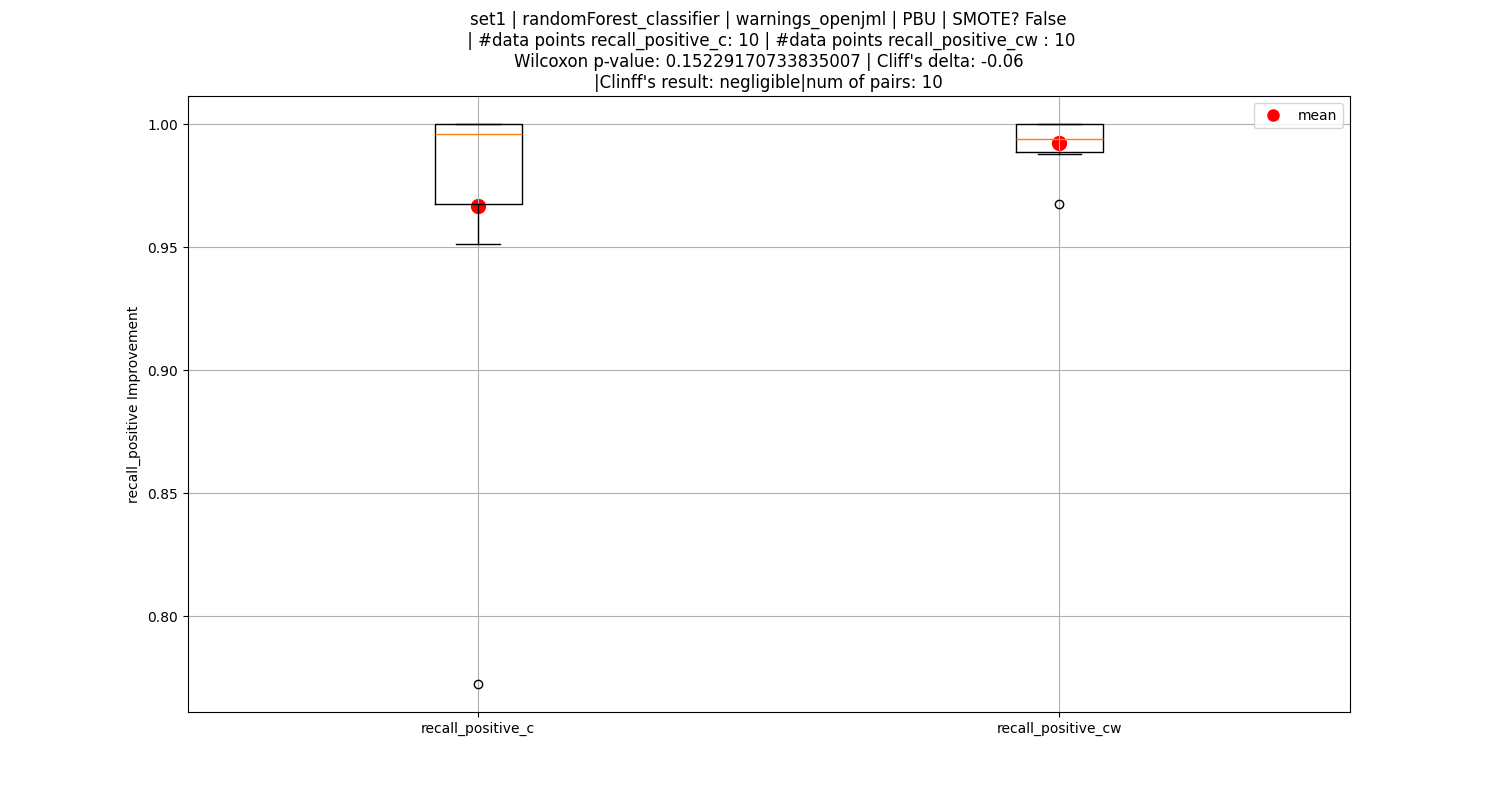 set1 | randomForest_classifier | warnings_openjml | PBU | SMOTE? False
| #data points recall_positive_c: 10 | #data points recall_positive_cw : 10
Wilcoxon p-value: 0.15229170733835007 | Cliff's delta: -0.06
|Clinff's result: negligible|num of pairs: 10
mean
1.00
0.95
0.90
0.85
0.80
recall_positive Improvement
recall_positive_c
recall_positive_cw